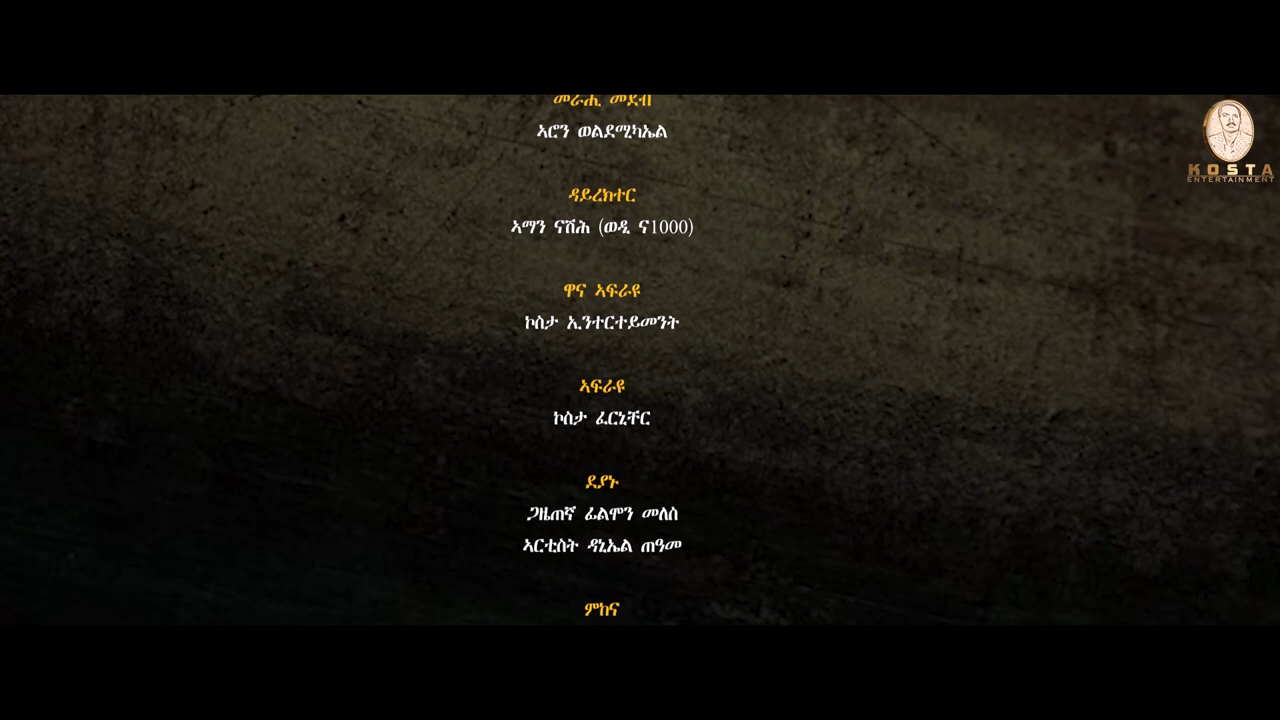 መራሒ መደብ
ኣሮን ወልደሚካኤል
KOSTA
ENTERTAINMENT
ዳይረክተር
ኣማን ናሽሕ (ወዲ ና1000)
ዋና ኣፍራዪ
ኮስታ ኢንተርተይመንት
ኣፍራዪ
ኮስታ ፈርኒቸር
ደያኑ
ጋዜጠኛ ፊልሞን መለስ
ኣርቲስት ዳኒኤል ጠዓመ
ምክና